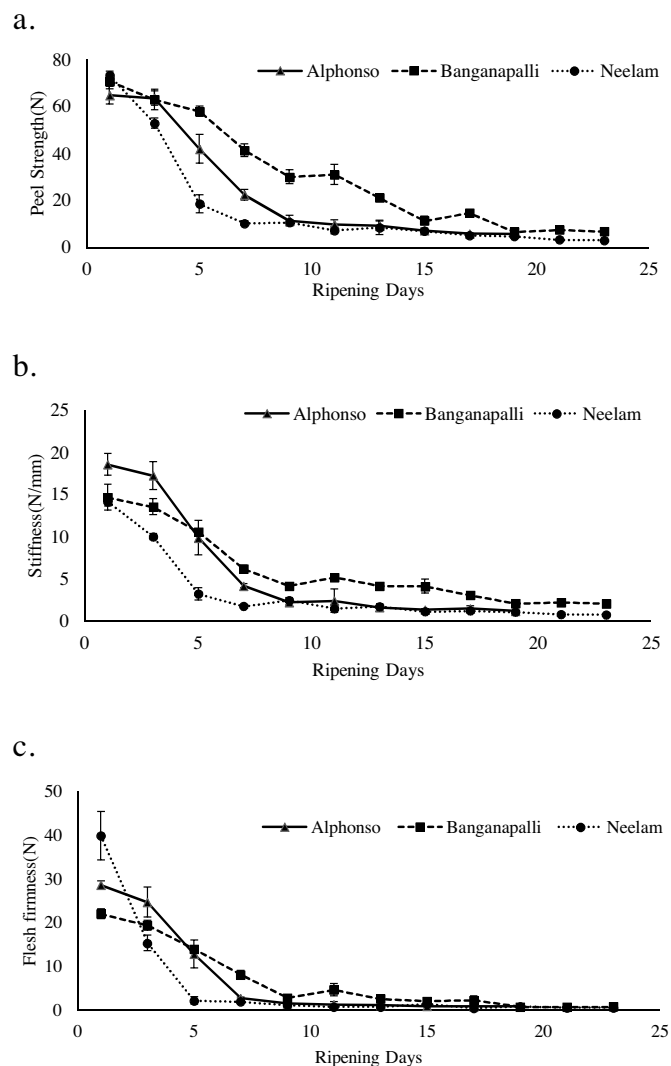 a.
80
Alphonso Banganapalli Neelam
60
40
20
0
Peel Strength(N)
0 5 10 15 20 25
Ripening Days
b.
25
Alphonso Banganapalli Neelam
20
15
10
5
0
Stiffness(N/mm)
0 5 10 15 20 25
Ripening Days
c.
50
Alphonso Banganapalli Neelam
40
30
20
10
0
Flesh firmness(N)
0 5 10 15 20 25
Ripening Days